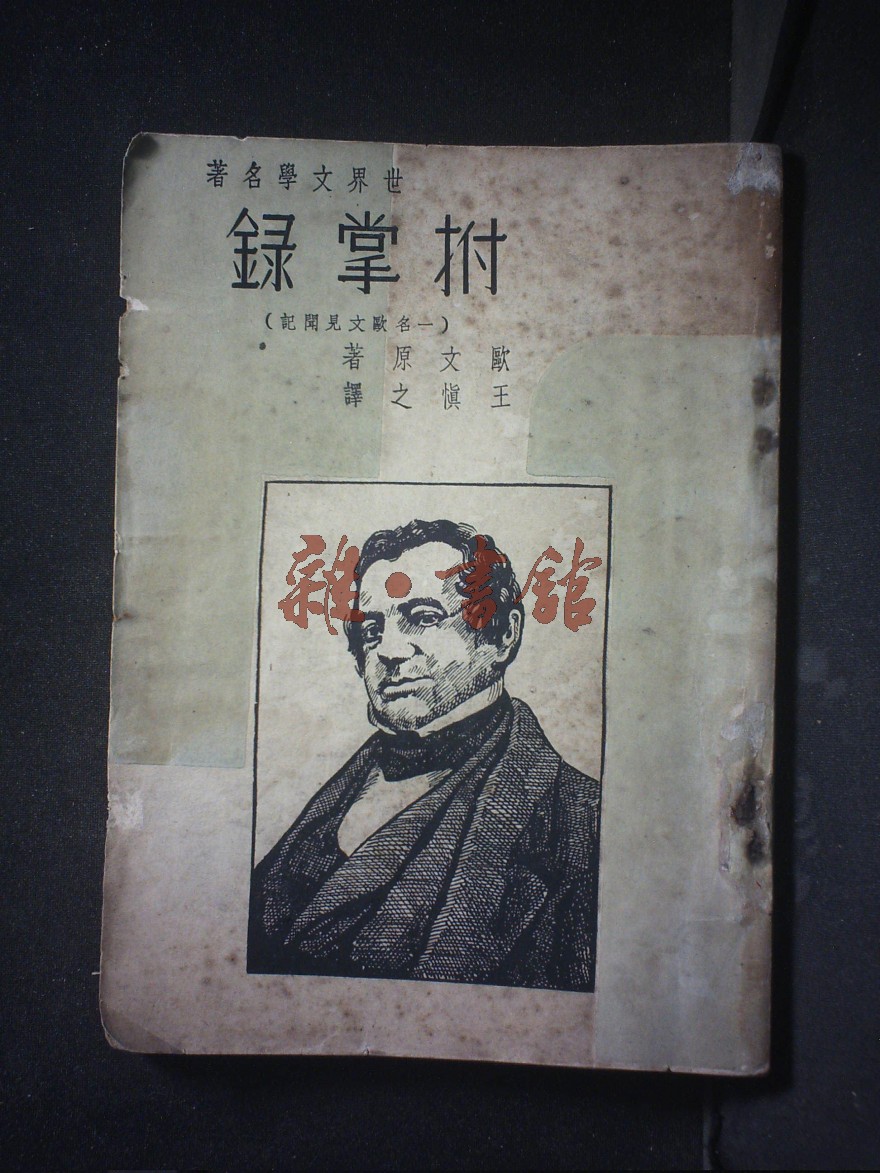 世界文學名著
拊掌録
(一名歐文見聞記)
歐文原著
王慎之譯
雜·書館